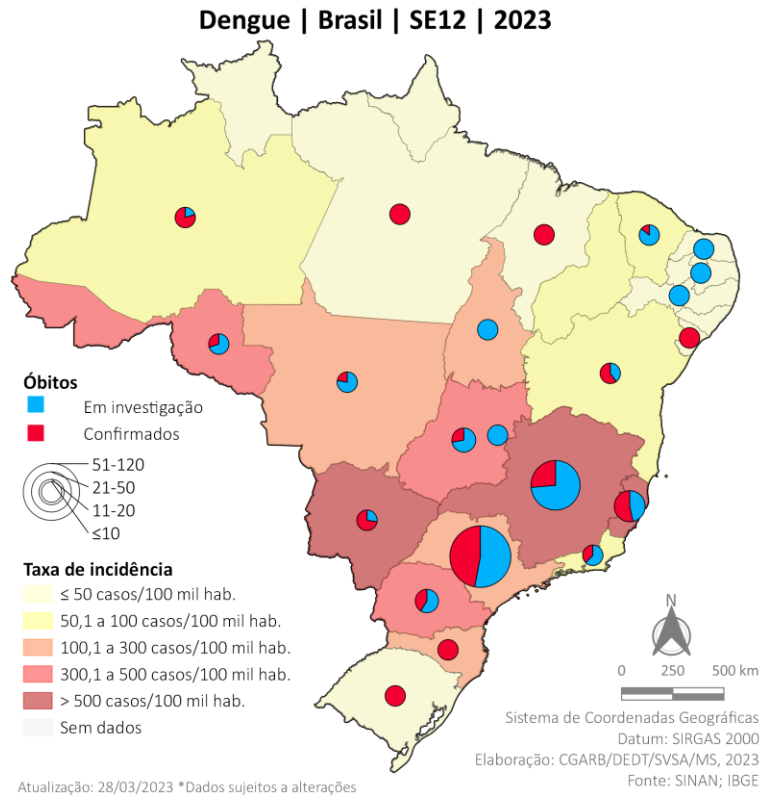 Dengue | Brasil | SE12 | 2023
Óbitos
Em investigação
Confirmados
51-120
21-50
11-20
≤10
Taxa de incidência
≤ 50 casos/100 mil hab.
50,1 a 100 casos/100 mil hab.
100,1 a 300 casos/100 mil hab.
300,1 a 500 casos/100 mil hab.
> 500 casos/100 mil hab.
Sem dados
N
0 250 500 km
Sistema de Coordenadas Geográficas
Datum: SIRGAS 2000
Elaboração: CGARB/DEDT/SVSA/MS, 2023
Fonte: SINAN; IBGE
Atualização: 28/03/2023 *Dados sujeitos a alterações